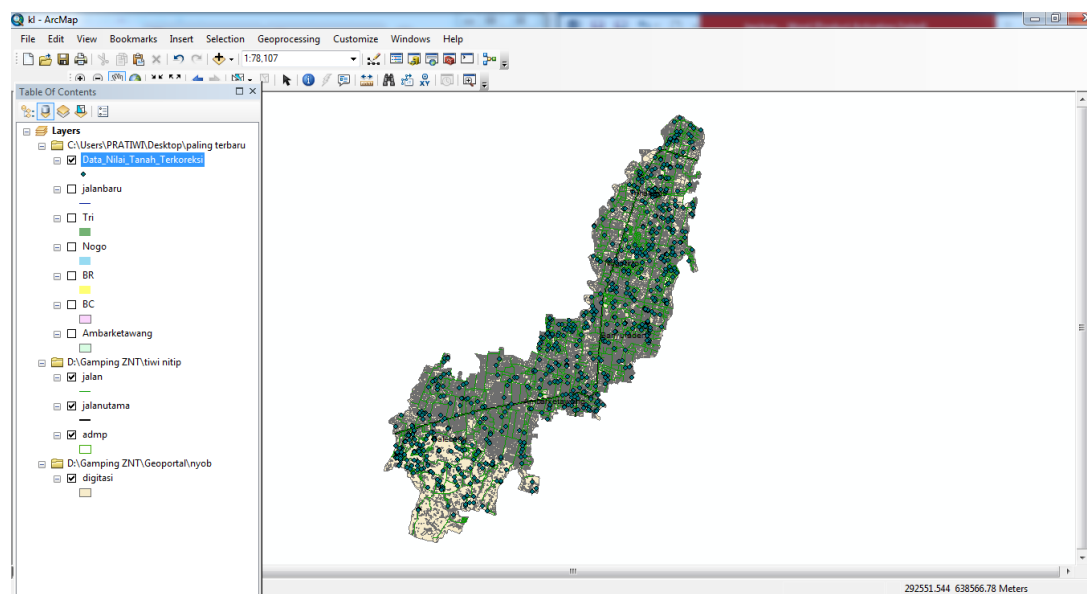 kl - ArcMap
File Edit View Bookmarks Insert Selection Geoprocessing Customize Windows Help
1:78,107
Table Of Contents
Layers
C:\Users\PRATIWI\Desktop\paling terbaru
Data_Nilai_Tanah_Terkoreksi
jalanbaru
Tri
Nogo
BR
BC
Ambarketawang
D:\Gamping ZNT\tiwi nitip
jalan
jalanutama
admp
D:\Gamping ZNT\Geoportal\nyob
digitasi
Ambarketawang
292551.544 638566.78 Meters